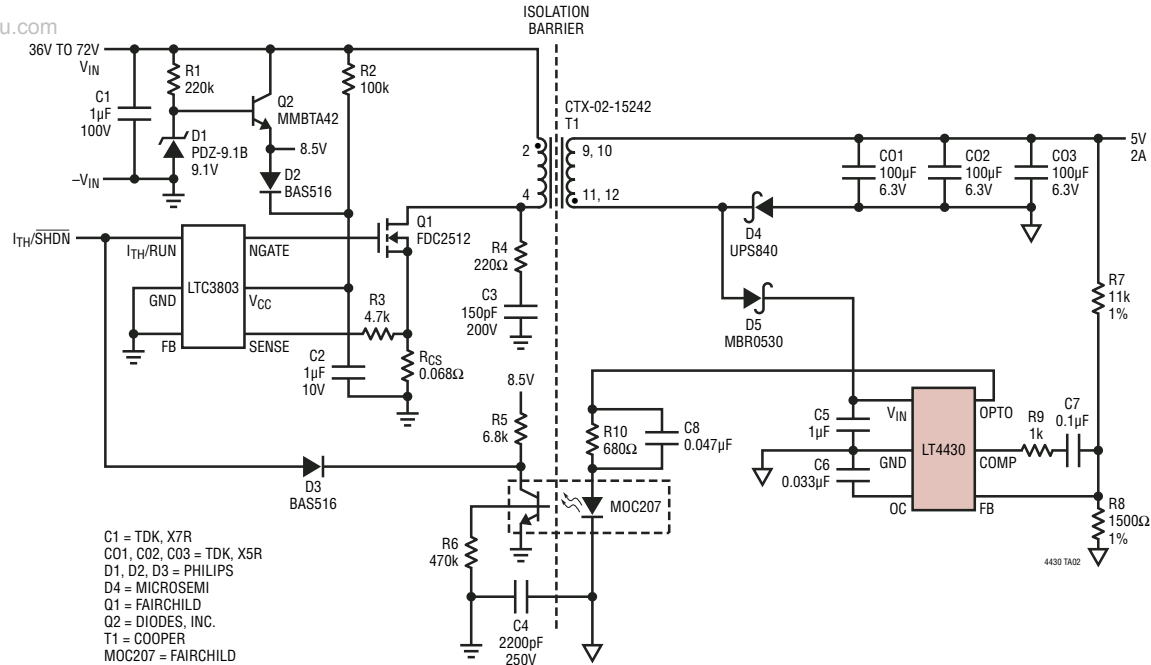 u.com
ISOLATION
BARRIER
36V TO 72V
VIN
C1
1µF
100V
–VIN
R1
220k
D1
PDZ-9.1B
9.1V
Q2
MMBTA42
8.5V
D2
BAS516
R2
100k
CTX-02-15242
T1
2
4
9, 10
11, 12
CO1
100µF
6.3V
CO2
100µF
6.3V
CO3
100µF
6.3V
5V
2A
ITH/SHDN
ITH/RUN
NGATE
LTC3803
GND
VCC
FB
SENSE
Q1
FDC2512
R3
4.7k
RCS
0.068Ω
C2
1µF
10V
R4
220Ω
C3
150pF
200V
D4
UPS840
D5
MBR0530
R7
11k
1%
8.5V
R5
6.8k
D3
BAS516
R10
680Ω
C8
0.047µF
MOC207
C5
1µF
C6
0.033µF
VIN
OPTO
LT4430
GND
COMP
OC
FB
R9
1k
C7
0.1µF
R8
1500Ω
1%
4430 TA02
R6
470k
C4
2200pF
250V
C1 = TDK, X7R
CO1, CO2, CO3 = TDK, X5R
D1, D2, D3 = PHILIPS
D4 = MICROSEMI
Q1 = FAIRCHILD
Q2 = DIODES, INC.
T1 = COOPER
MOC207 = FAIRCHILD